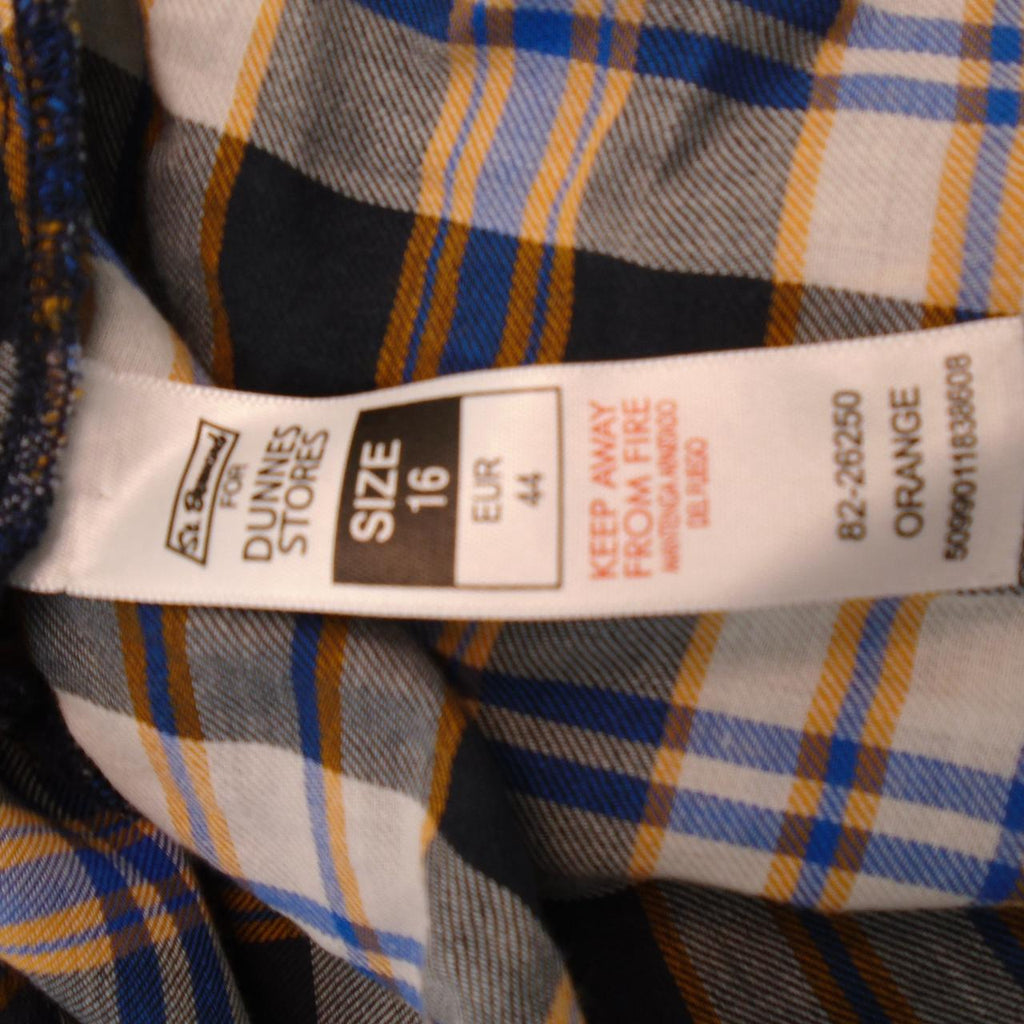 St. Bernard
FOR
DUNNES
STORES
SIZE
16
EUR
44
KEEP AWAY
FROM FIRE
MANTENGA ALEJADO
DEL FUEGO
82-26250
ORANGE
50999011838608